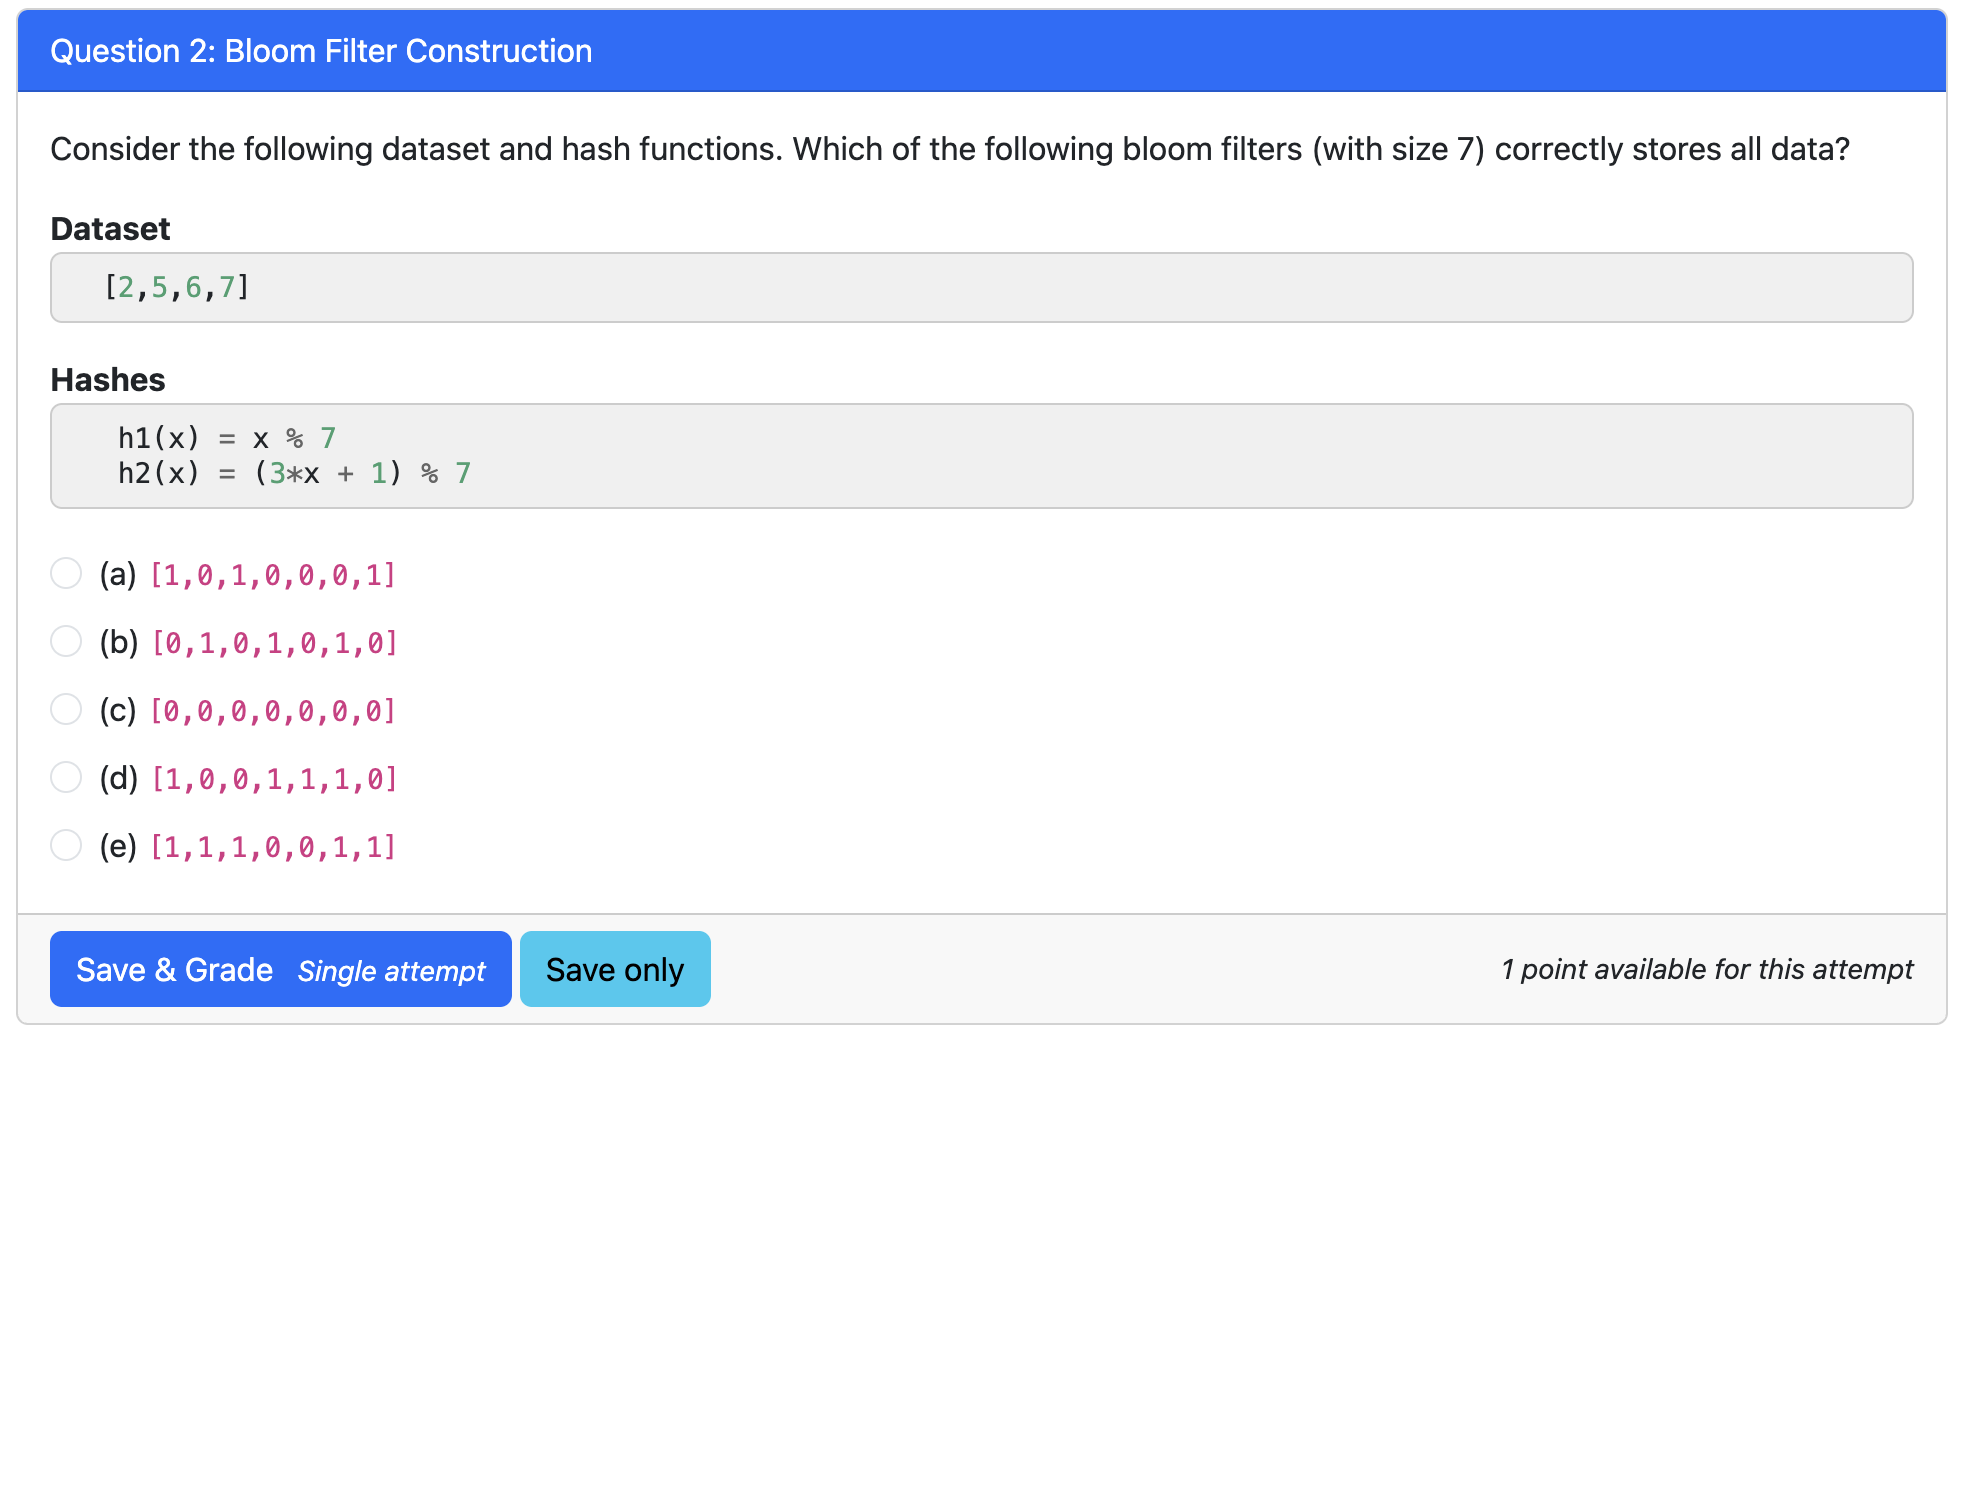 Question 2: Bloom Filter Construction
Consider the following dataset and hash functions. Which of the following bloom filters (with size 7) correctly stores all data?
Dataset
[2,5,6,7]
Hashes
h1(x) = x % 7
h2(x) = (3*x + 1) % 7
(a) [1,0,1,0,0,0,1]
(b) [0,1,0,1,0,1,0]
(c) [0,0,0,0,0,0,0]
(d) [1,0,0,1,1,1,0]
(e) [1,1,1,0,0,1,1]
Save & Grade Single attempt Save only 1 point available for this attempt